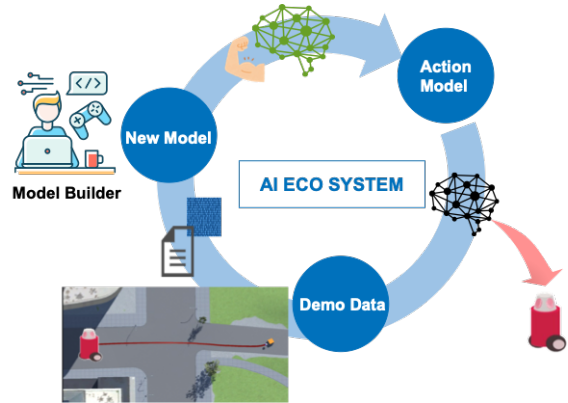 </>
Action
Model
New Model
AI ECO SYSTEM
Model Builder
Demo Data